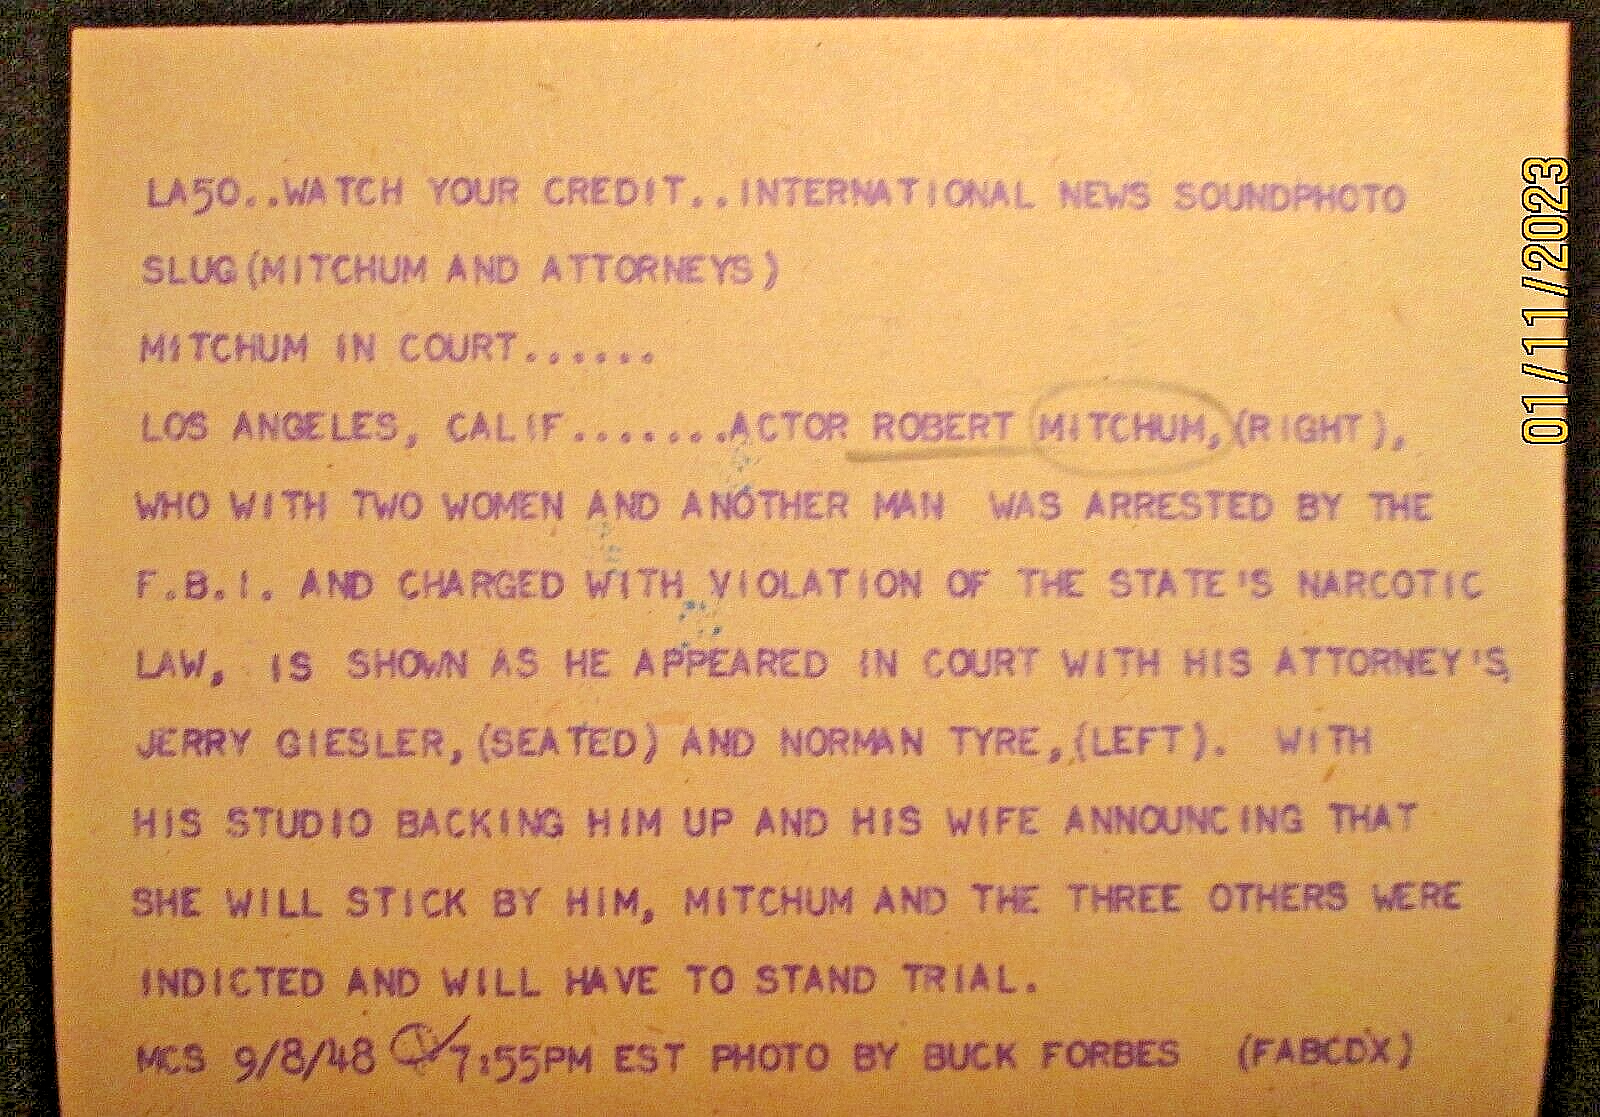 LA50..WATCH YOUR CREDIT..INTERNATIONAL NEWS SOUNDPHOTO
SLUG(MITCHUM AND ATTORNEYS)
MITCHUM IN COURT......
LOS ANGELES, CALIF.......ACTOR ROBERT MITCHUM,(RIGHT),
WHO WITH TWO WOMEN AND ANOTHER MAN WAS ARRESTED BY THE
F.B.I. AND CHARGED WITH VIOLATION OF THE STATE'S NARCOTIC
LAW, IS SHOWN AS HE APPEARED IN COURT WITH HIS ATTORNEY'S,
JERRY GIESLER,(SEATED) AND NORMAN TYRE,(LEFT). WITH
HIS STUDIO BACKING HIM UP AND HIS WIFE ANNOUNCING THAT
SHE WILL STICK BY HIM, MITCHUM AND THE THREE OTHERS WERE
INDICTED AND WILL HAVE TO STAND TRIAL.
MCS 9/8/48 7:55PM EST PHOTO BY BUCK FORBES (FABCDX)
01/11/2023